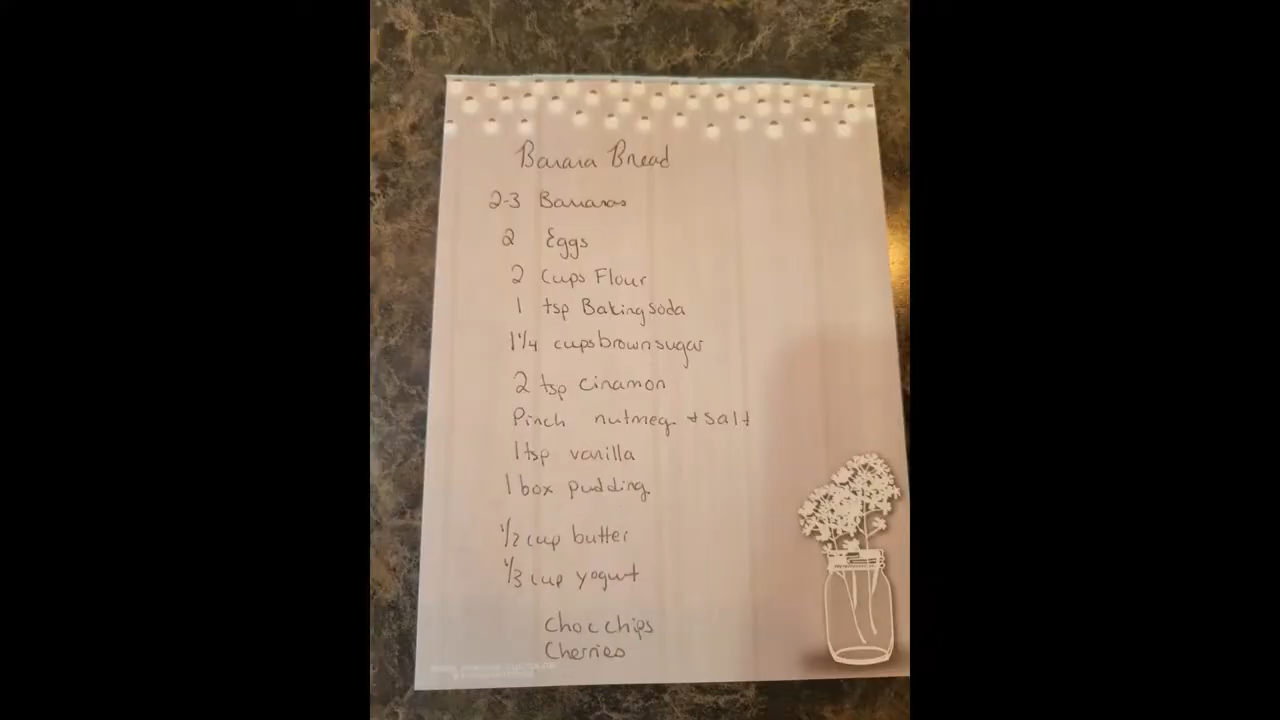 Banana Bread
2-3 Bananas
2 Eggs
2 Cups Flour
1 tsp Baking soda
1 1/4 cups brown sugar
2 tsp Cinamon
Pinch nutmeg + salt
1 tsp vanilla
1 box pudding.
1/2 cup butter
1/3 cup yogurt
Choc chips
Cherries